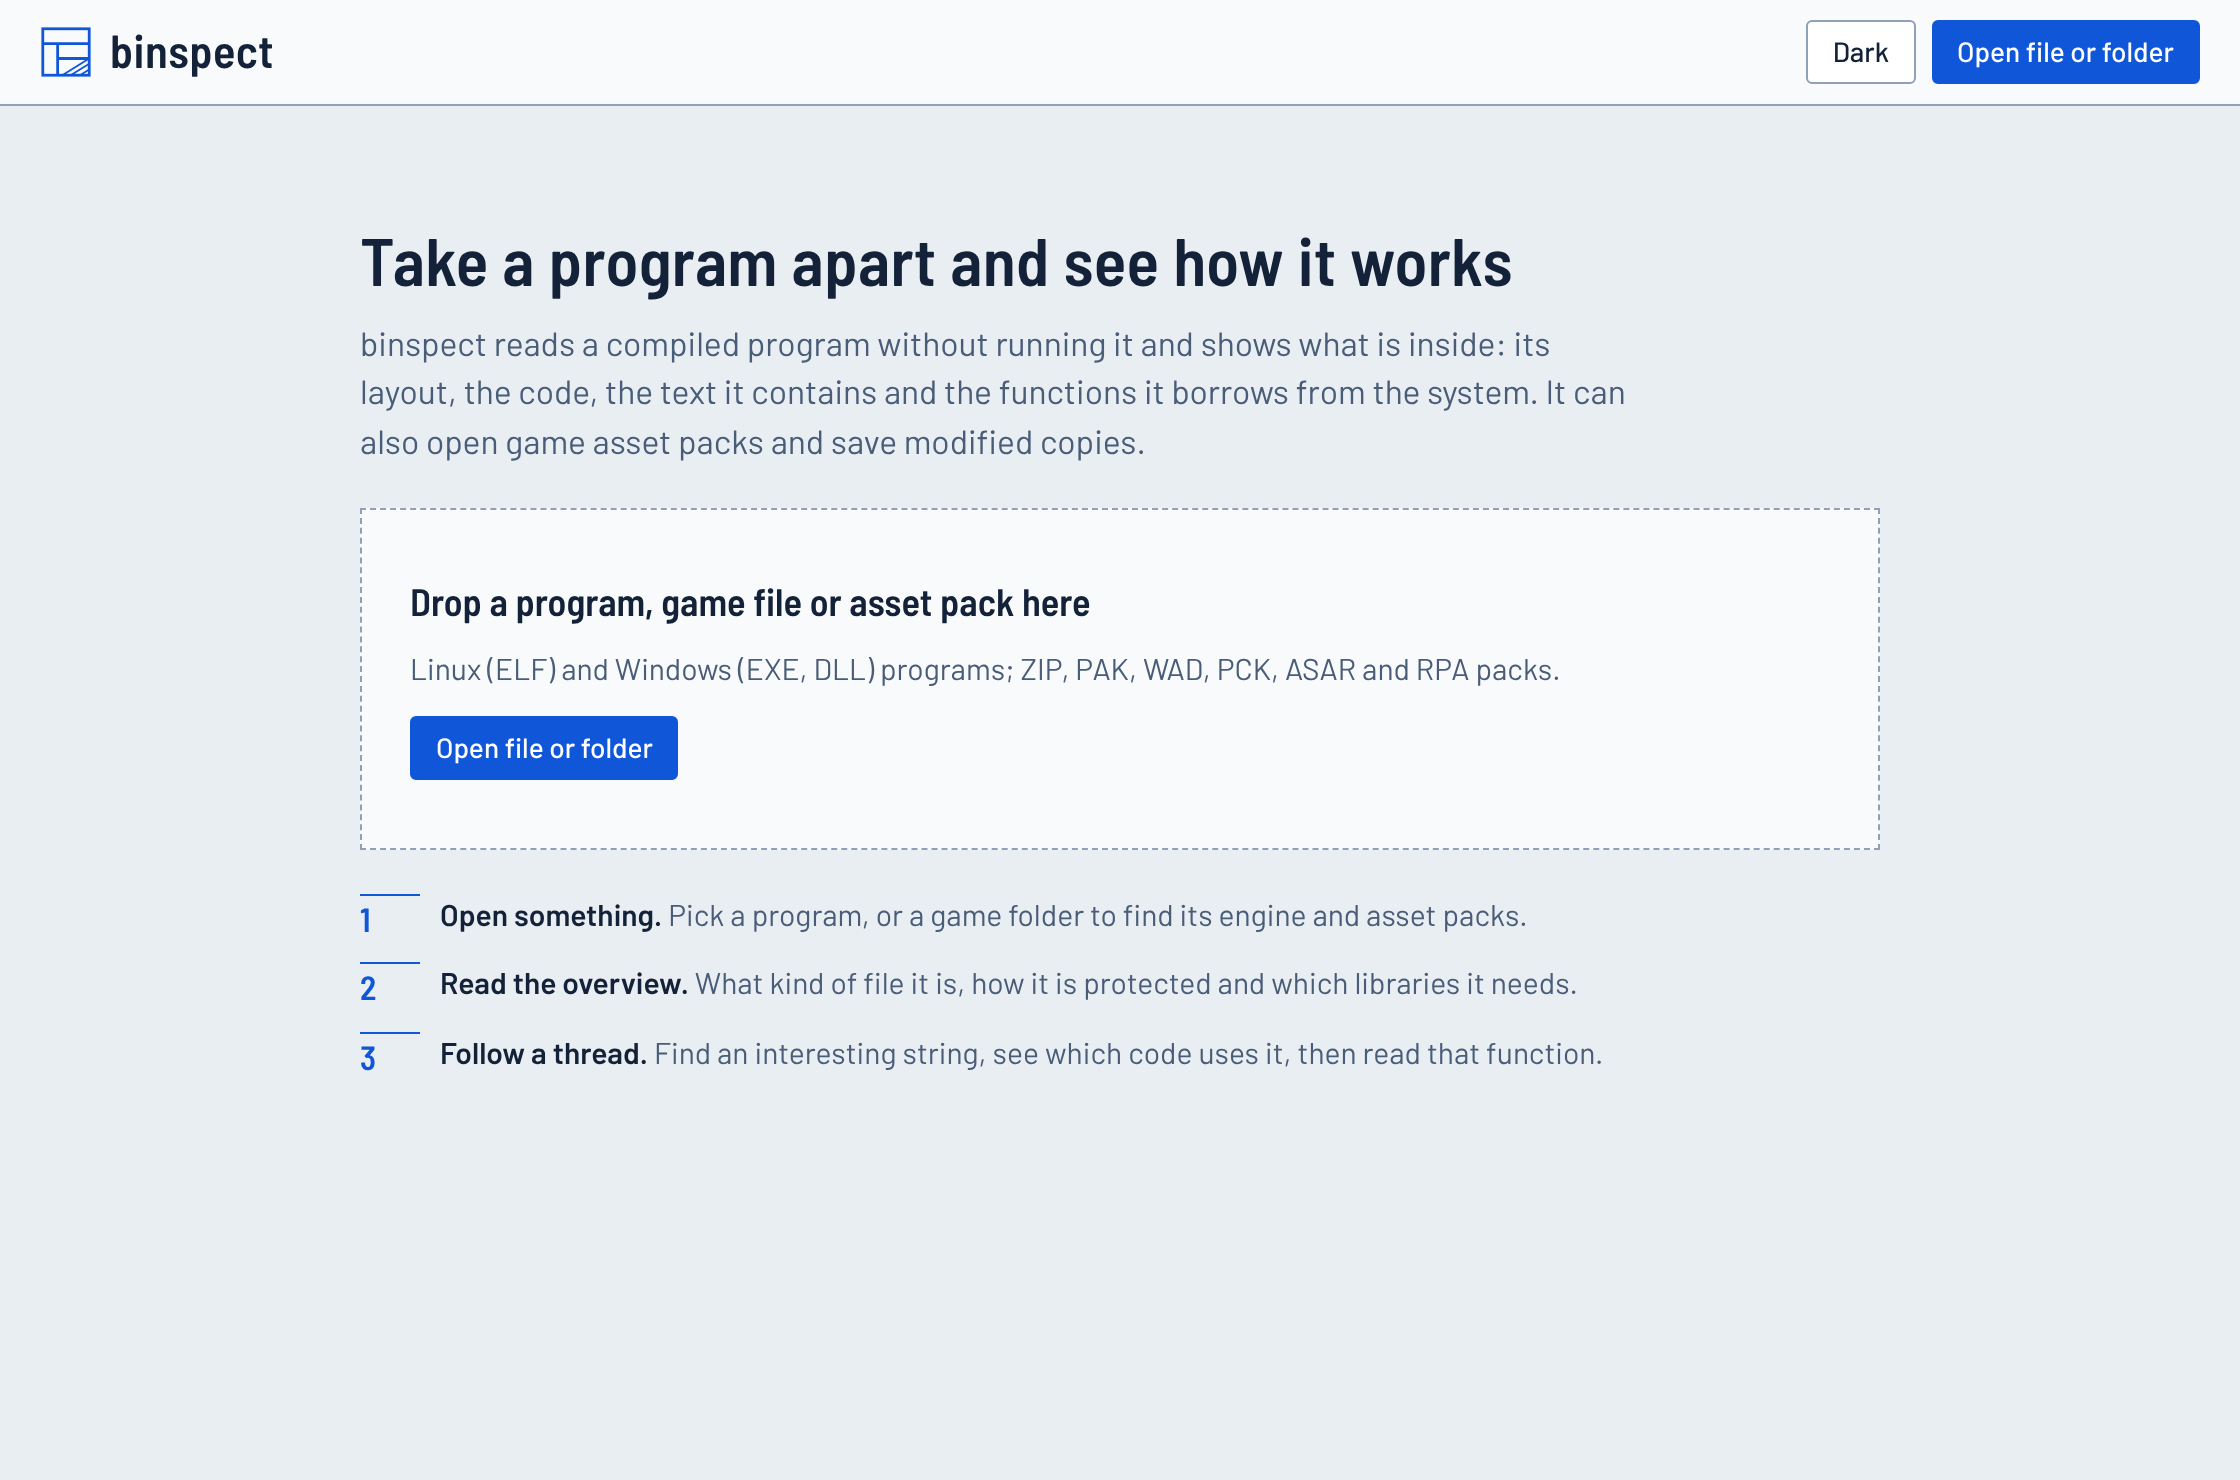 binspect
Dark
Open file or folder
Take a program apart and see how it works
binspect reads a compiled program without running it and shows what is inside: its
layout, the code, the text it contains and the functions it borrows from the system. It can
also open game asset packs and save modified copies.
Drop a program, game file or asset pack here
Linux (ELF) and Windows (EXE, DLL) programs; ZIP, PAK, WAD, PCK, ASAR and RPA packs.
Open file or folder
1 Open something. Pick a program, or a game folder to find its engine and asset packs.
2 Read the overview. What kind of file it is, how it is protected and which libraries it needs.
3 Follow a thread. Find an interesting string, see which code uses it, then read that function.